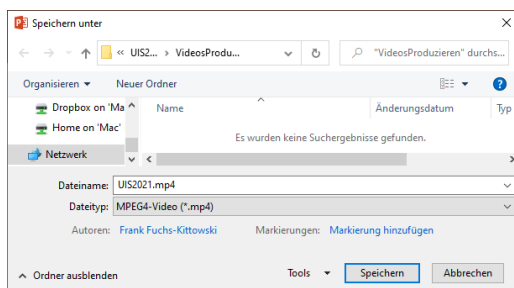 Speichern unter
« UIS2... > VideosProdu...
"VideosProduzieren" durchs...
Organisieren
Neuer Ordner
Dropbox on 'Ma
Home on 'Mac'
Netzwerk
Name
Änderungsdatum
Typ
Es wurden keine Suchergebnisse gefunden.
Dateiname: UIS2021.mp4
Dateityp: MPEG4-Video (*.mp4)
Autoren: Frank Fuchs-Kittowski Markierungen: Markierung hinzufügen
Ordner ausblenden
Tools
Speichern
Abbrechen